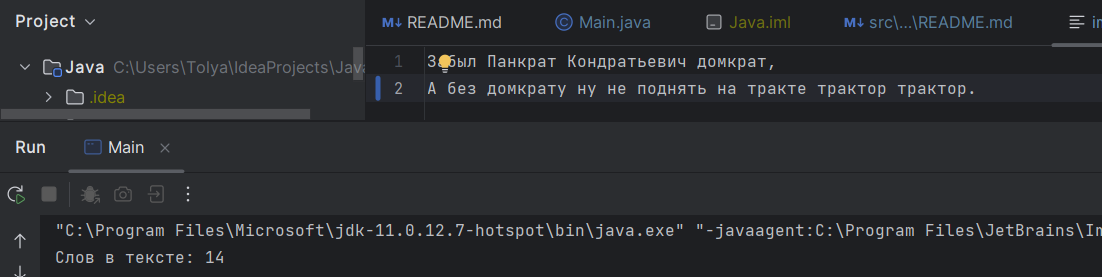 Project
README.md
Main.java
Java.iml
src\...\README.md
Java C:\Users\Tolya\IdeaProjects\Java
.idea
1 Забыл Панкрат Кондратьевич домкрат,
2 А без домкрату ну не поднять на тракте трактор трактор.
Run
Main
"C:\Program Files\Microsoft\jdk-11.0.12.7-hotspot\bin\java.exe" "-javaagent:C:\Program Files\JetBrains\In
Слов в тексте: 14